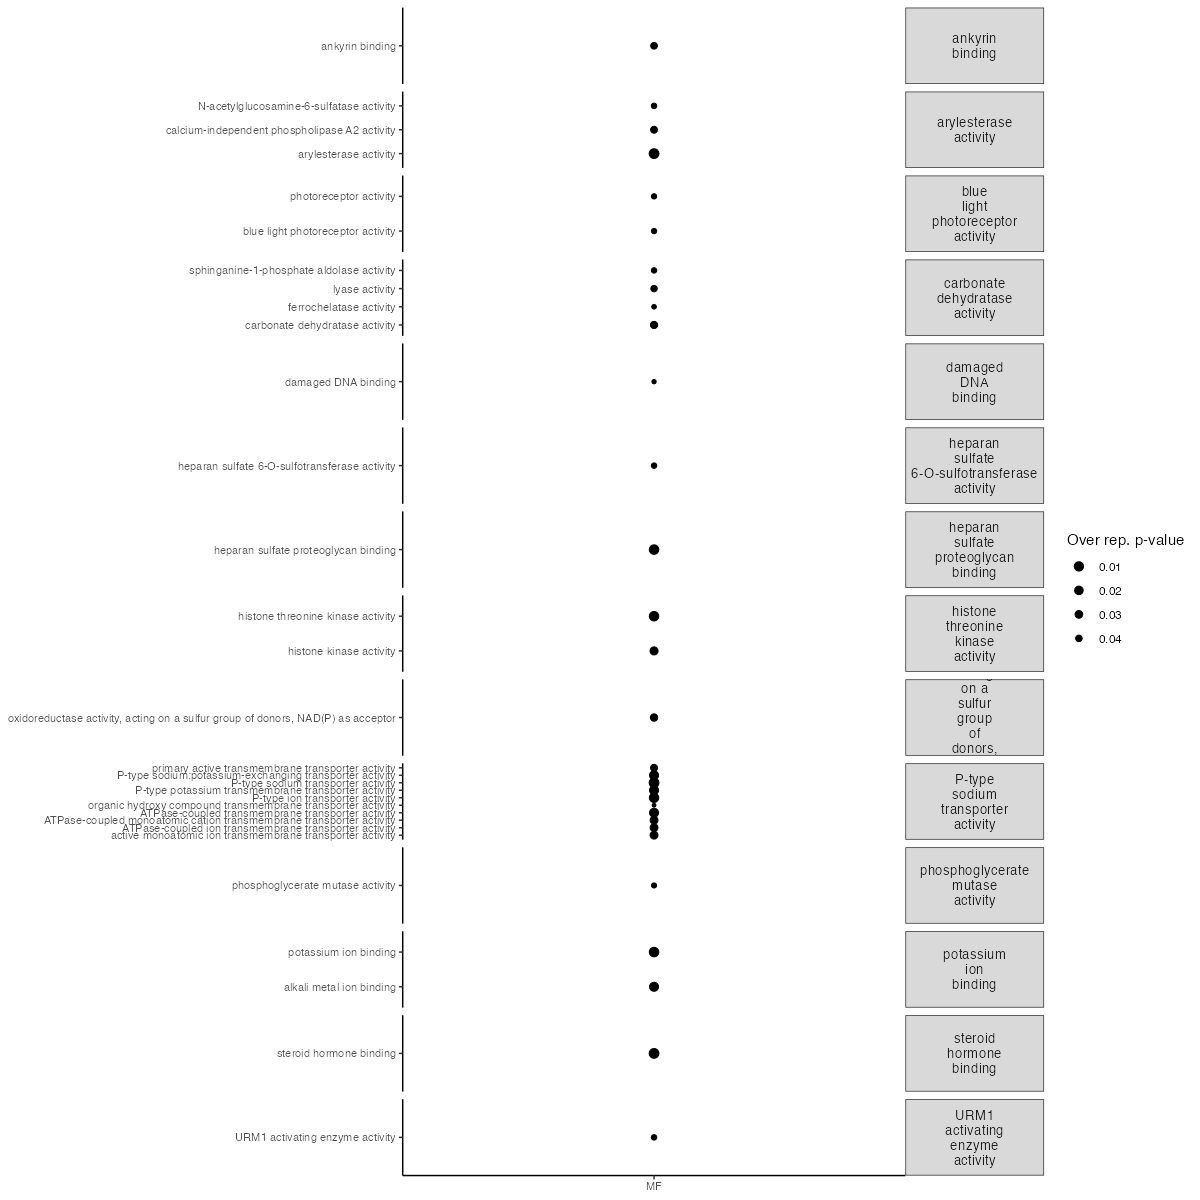 ankyrin binding
ankyrin
binding
N-acetylglucosamine-6-sulfatase activity
calcium-independent phospholipase A2 activity
arylesterase activity
arylesterase
activity
photoreceptor activity
blue light photoreceptor activity
blue
light
photoreceptor
activity
sphinganine-1-phosphate aldolase activity
lyase activity
ferrochelatase activity
carbonate dehydratase activity
carbonate
dehydratase
activity
damaged DNA binding
damaged
DNA
binding
heparan sulfate 6-O-sulfotransferase activity
heparan
sulfate
6-O-sulfotransferase
activity
heparan sulfate proteoglycan binding
heparan
sulfate
proteoglycan
binding
histone threonine kinase activity
histone kinase activity
histone
threonine
kinase
activity
oxidoreductase activity, acting on a sulfur group of donors, NAD(P) as acceptor
on a
sulfur
group
of
donors,
primary active transmembrane transporter activity
P-type sodium:potassium-exchanging transporter activity
P-type sodium transporter activity
P-type potassium transmembrane transporter activity
P-type ion transporter activity
organic hydroxy compound transmembrane transporter activity
ATPase-coupled transmembrane transporter activity
ATPase-coupled monoatomic cation transmembrane transporter activity
ATPase-coupled ion transmembrane transporter activity
active monoatomic ion transmembrane transporter activity
P-type
sodium
transporter
activity
phosphoglycerate mutase activity
phosphoglycerate
mutase
activity
potassium ion binding
alkali metal ion binding
potassium
ion
binding
steroid hormone binding
steroid
hormone
binding
URM1 activating enzyme activity
URM1
activating
enzyme
activity
MF
Over rep. p-value
0.01
0.02
0.03
0.04